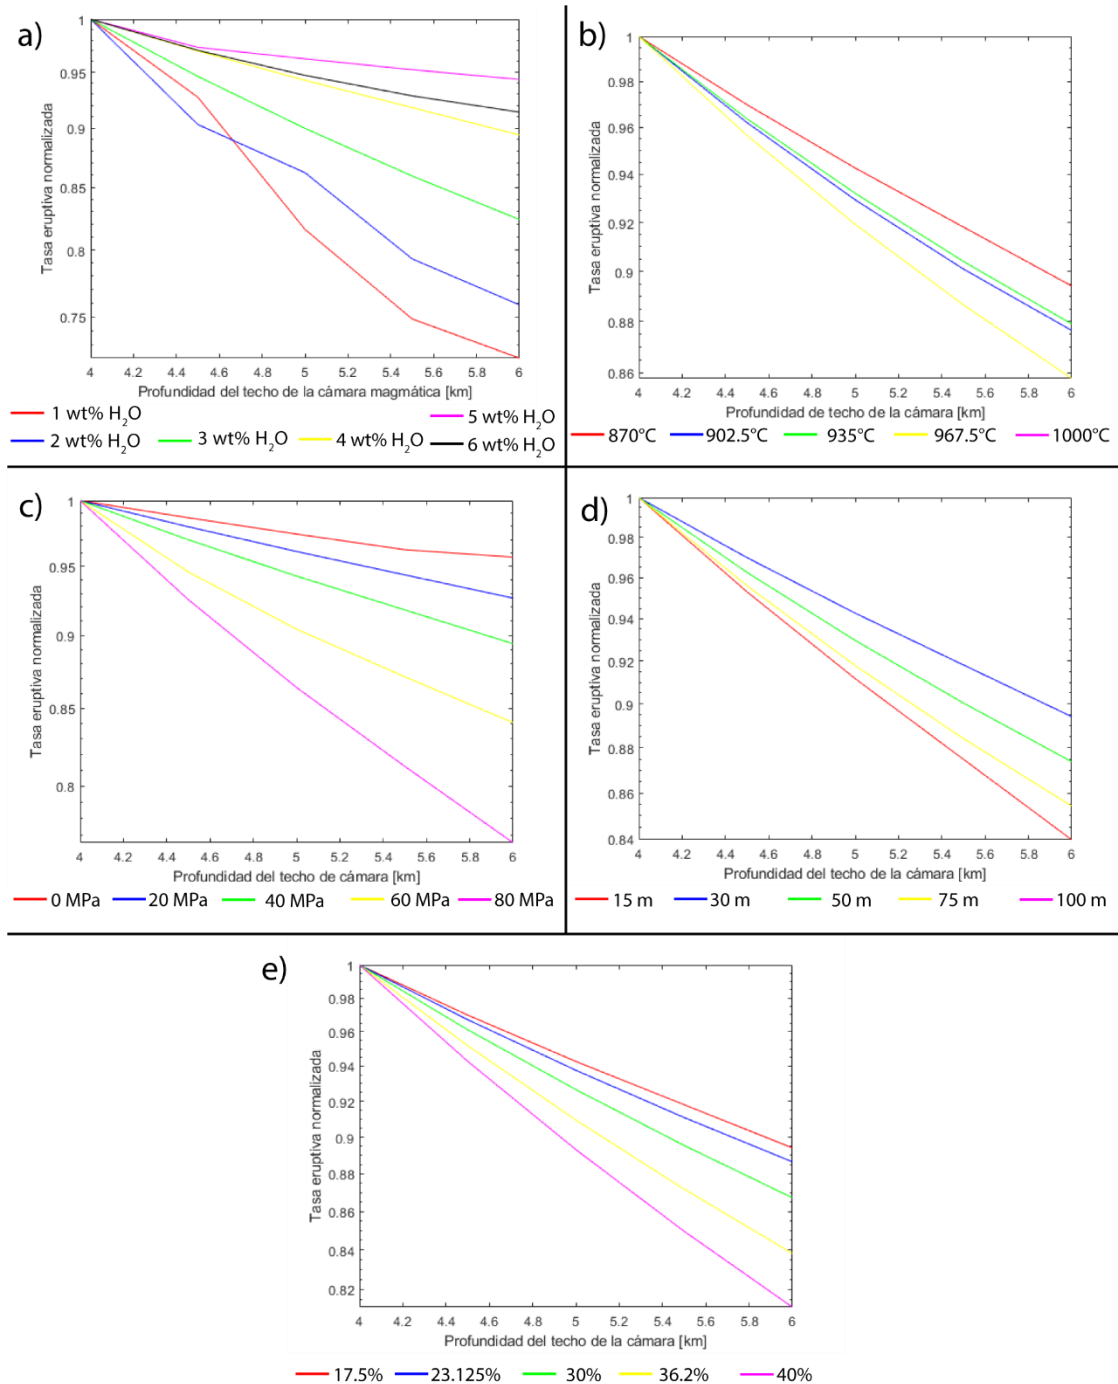 a)
1
0.95
0.9
0.85
0.8
0.75
Tasa eruptiva normalizada
4 4.2 4.4 4.6 4.8 5 5.2 5.4 5.6 5.8 6
Profundidad del techo de la cámara magmática [km]
1 wt% H₂O
5 wt% H₂O
2 wt% H₂O
3 wt% H₂O
4 wt% H₂O
6 wt% H₂O
b)
1
0.98
0.96
0.94
0.92
0.9
0.88
0.86
Tasa eruptiva normalizada
4 4.2 4.4 4.6 4.8 5 5.2 5.4 5.6 5.8 6
Profundidad de techo de la cámara [km]
870°C 902.5°C 935°C 967.5°C 1000°C
c)
1
0.95
0.9
0.85
0.8
Tasa eruptiva normalizada
4 4.2 4.4 4.6 4.8 5 5.2 5.4 5.6 5.8 6
Profundidad del techo de cámara [km]
0 MPa 20 MPa 40 MPa 60 MPa 80 MPa
d)
1
0.98
0.96
0.94
0.92
0.9
0.88
0.86
0.84
Tasa eruptiva normalizada
4 4.2 4.4 4.6 4.8 5 5.2 5.4 5.6 5.8 6
Profundidad del techo de la cámara [km]
15 m 30 m 50 m 75 m 100 m
e)
1
0.98
0.96
0.94
0.92
0.9
0.88
0.86
0.84
0.82
Tasa eruptiva normalizada
4 4.2 4.4 4.6 4.8 5 5.2 5.4 5.6 5.8 6
Profundidad del techo de la cámara [km]
17.5% 23.125% 30% 36.2% 40%